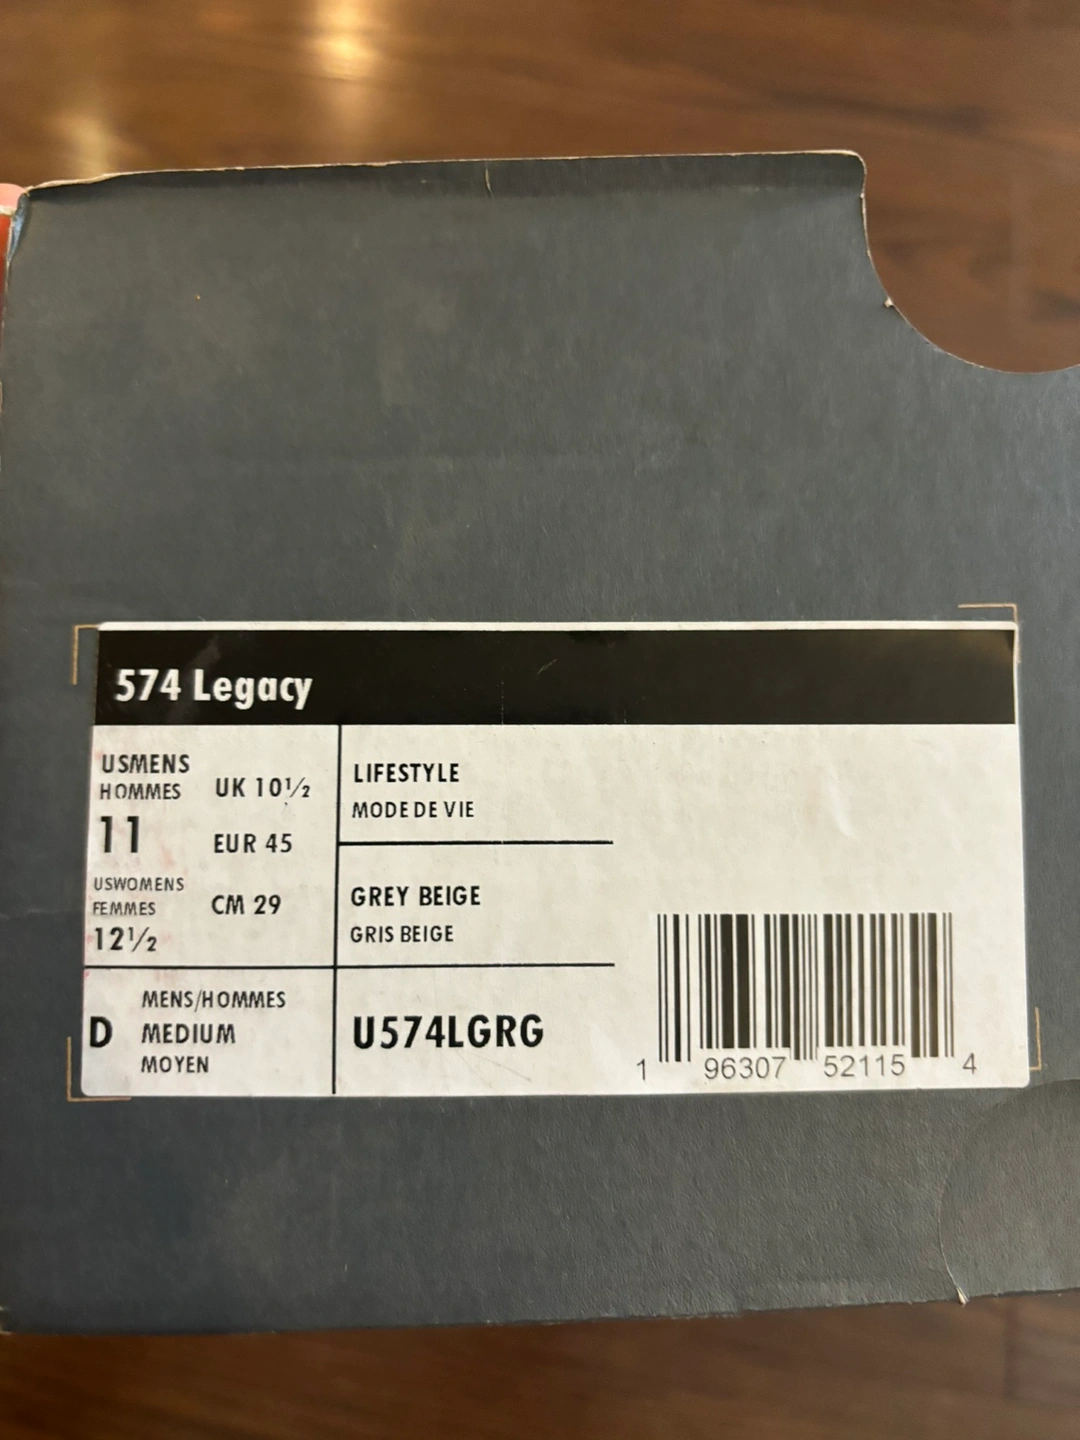 574 Legacy
USMENS
HOMMES
11
USWOMENS
FEMMES
12½
UK 10½
EUR 45
CM 29
D
MENS/HOMMES
MEDIUM
MOYEN
LIFESTYLE
MODE DE VIE
GREY BEIGE
GRIS BEIGE
U574LGRG
1 96307 52115 4